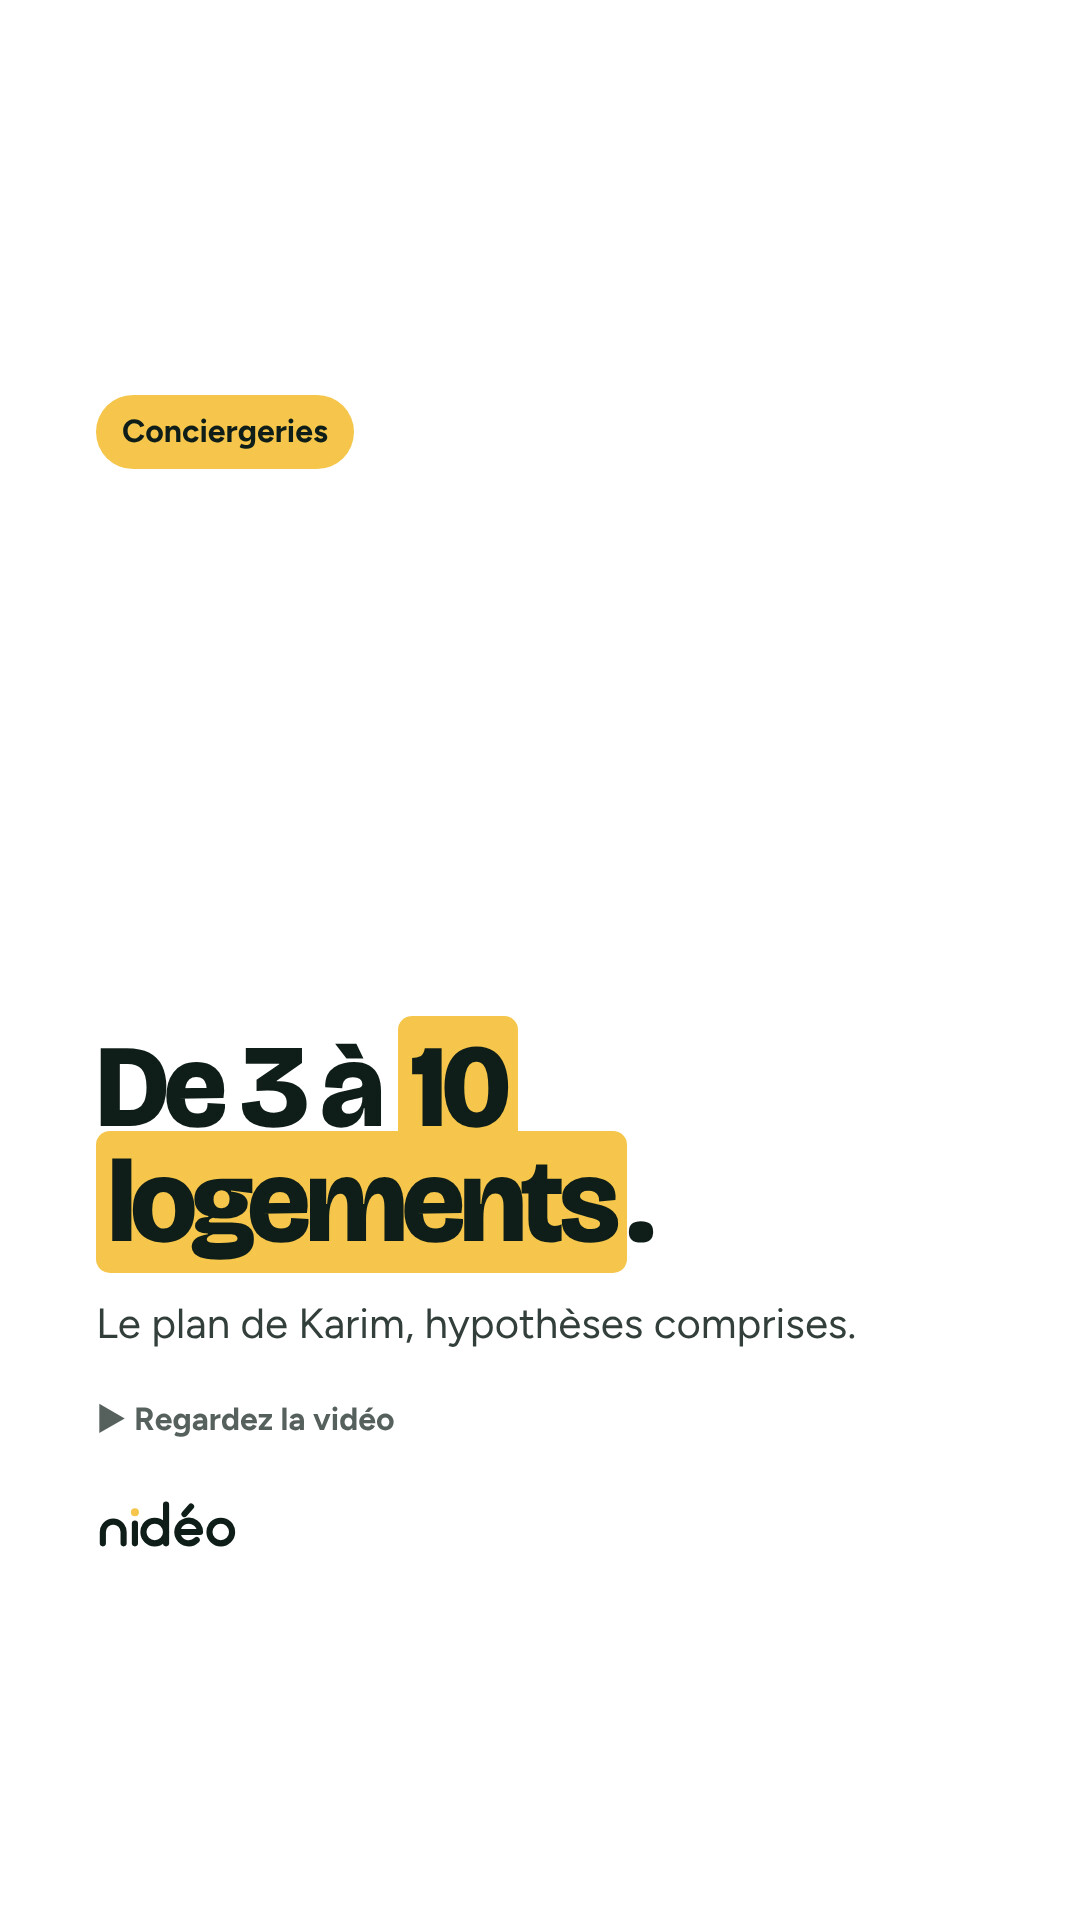 Conciergeries
De 3 à 10
logements.
Le plan de Karim, hypothèses comprises.
▶ Regardez la vidéo
nidéo